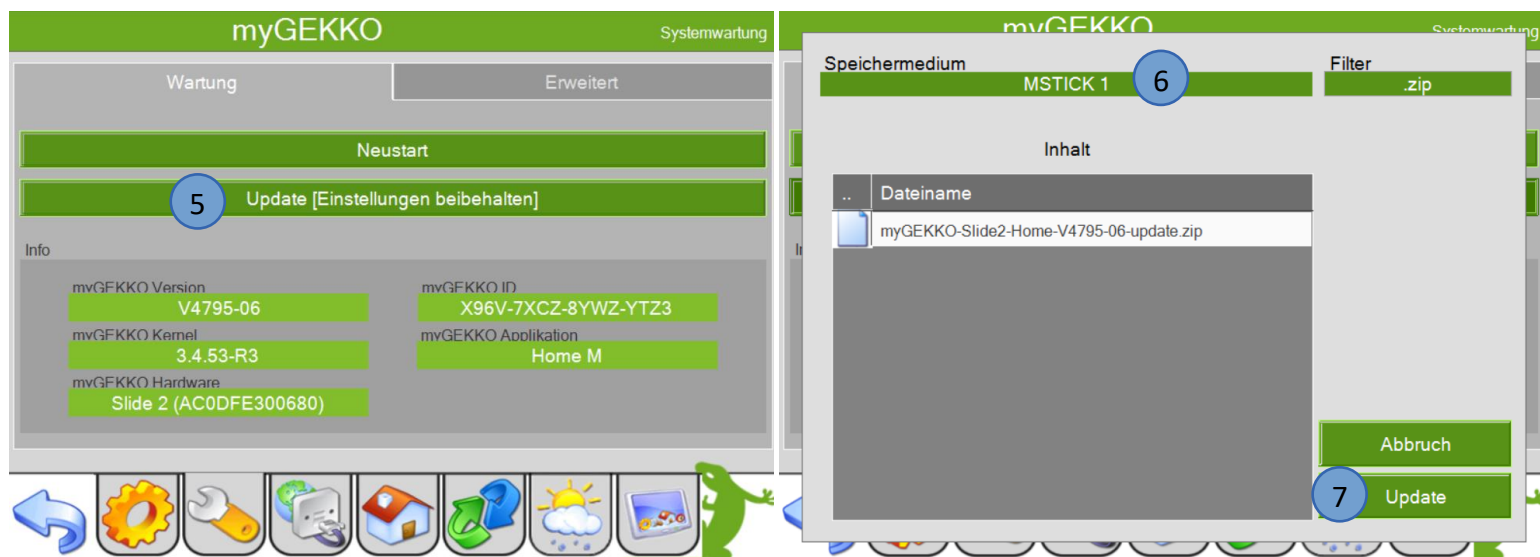 myGEKKO
Systemwartung
Wartung
Erweitert
Neustart
5
Update [Einstellungen beibehalten]
Info
myGEKKO Version
V4795-06
myGEKKO ID
X96V-7XCZ-8YWZ-YTZ3
myGEKKO Kernel
3.4.53-R3
myGEKKO Applikation
Home M
myGEKKO Hardware
Slide 2 (AC0DFE300680)
myGEKKO
Systemwartung
Speichermedium
MSTICK 1
6
Filter
.zip
Inhalt
.. Dateiname
myGEKKO-Slide2-Home-V4795-06-update.zip
Abbruch
7
Update